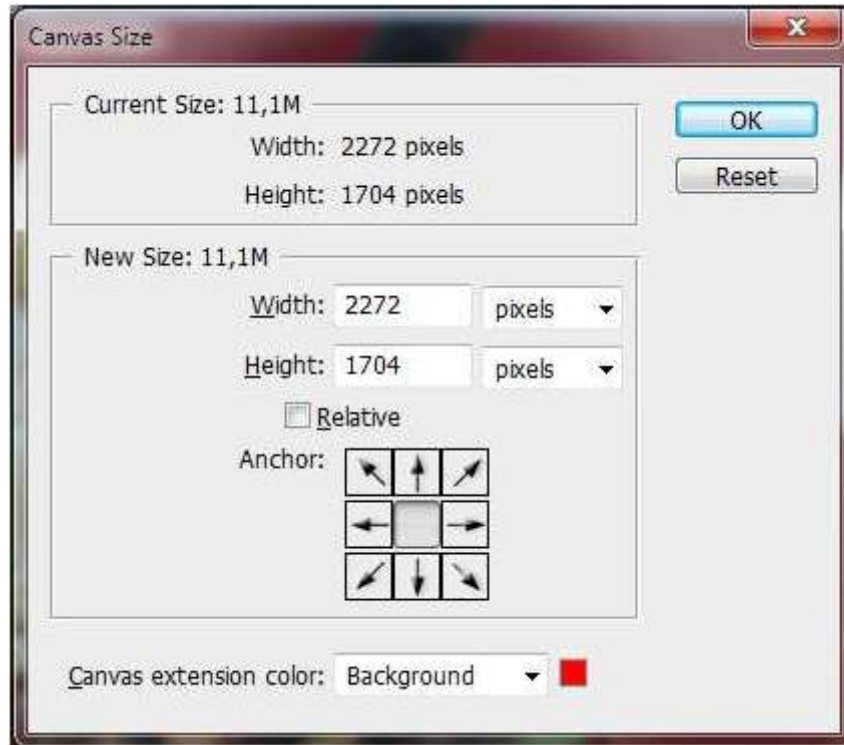 Canvas Size
Current Size: 11,1M
OK
Width: 2272 pixels
Reset
Height: 1704 pixels
New Size: 11,1M
Width: 2272 pixels
Height: 1704 pixels
Relative
Anchor:
Canvas extension color: Background